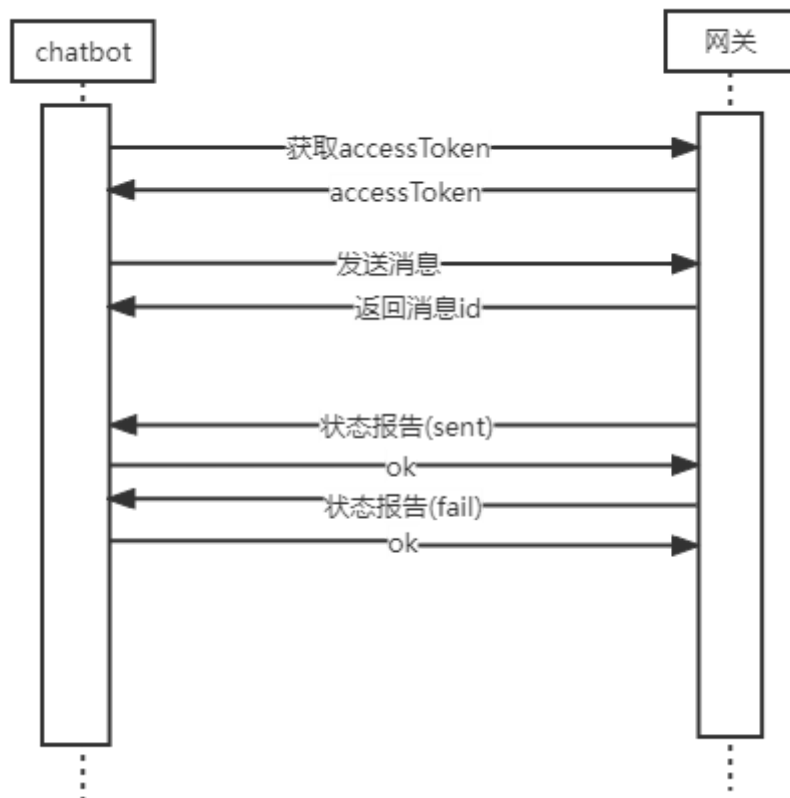 chatbot
网关
获取accessToken
accessToken
发送消息
返回消息id
状态报告(sent)
ok
状态报告(fail)
ok